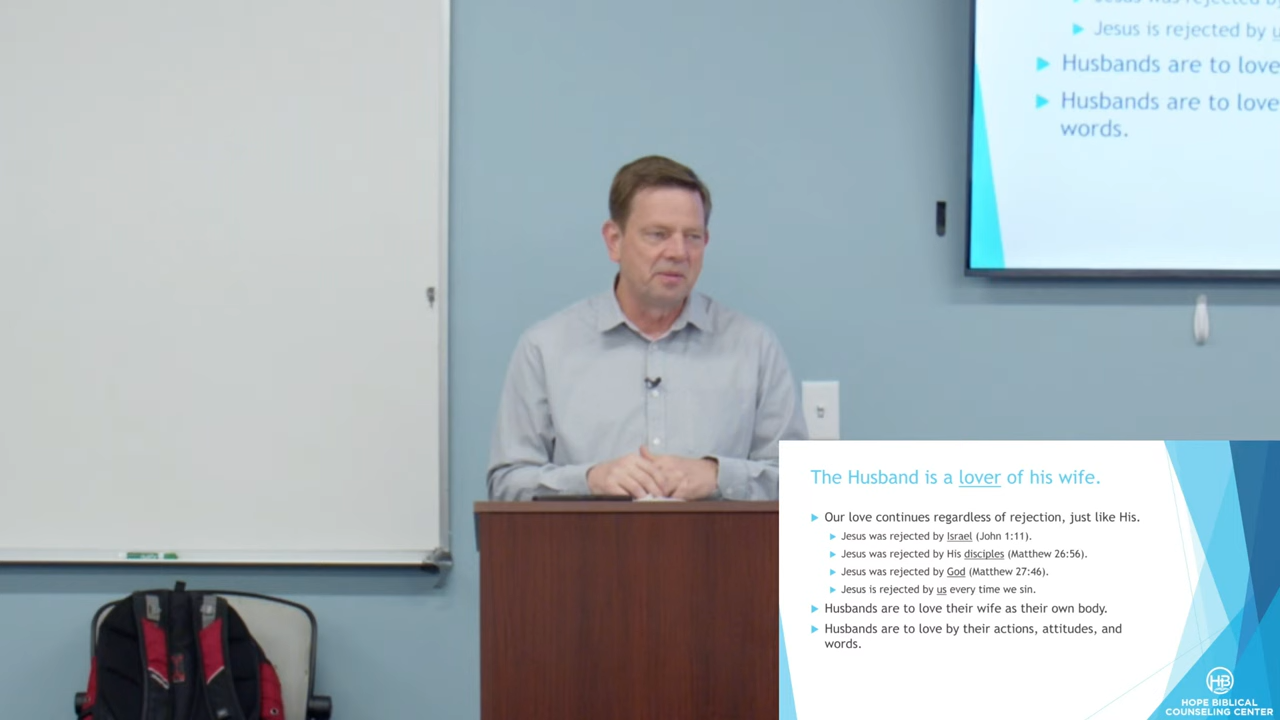 Jesus is rejected by
Husbands are to love
Husbands are to love
words.
The Husband is a lover of his wife.
Our love continues regardless of rejection, just like His.
Jesus was rejected by Israel (John 1:11).
Jesus was rejected by His disciples (Matthew 26:56).
Jesus was rejected by God (Matthew 27:46).
Jesus is rejected by us every time we sin.
Husbands are to love their wife as their own body.
Husbands are to love by their actions, attitudes, and
words.
HB
HOPE BIBLICAL
COUNSELING CENTER